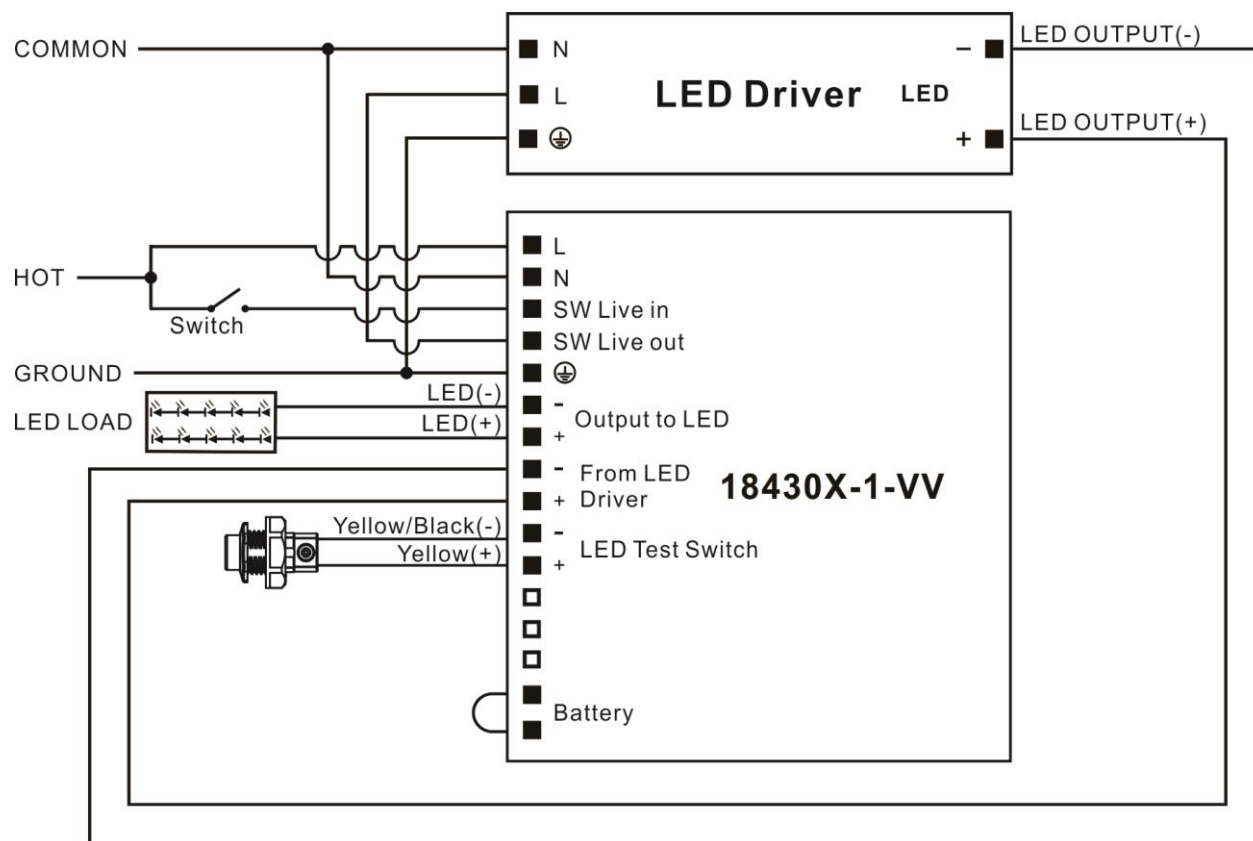 COMMON
N
L
LED Driver
LED
-
+
LED OUTPUT(-)
LED OUTPUT(+)
HOT
Switch
GROUND
LED LOAD
LED(-)
LED(+)
Yellow/Black(-)
Yellow(+)
L
N
SW Live in
SW Live out
-
+
Output to LED
-
+
From LED
Driver
18430X-1-VV
-
+
LED Test Switch
Battery